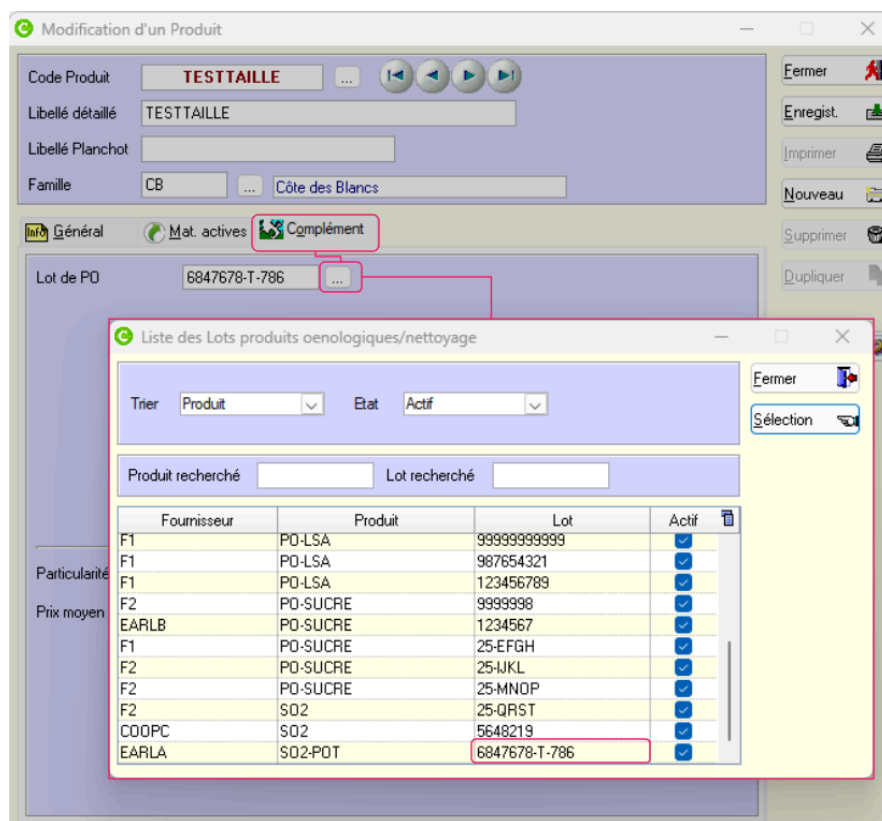 Modification d'un Produit
Code Produit TESTTAILLE ...
Libellé détaillé TESTTAILLE
Libellé Planchot
Famille CB ... Côte des Blancs
Fermer
Enregist.
Imprimer
Nouveau
Supprimer
Dupliquer
Info Général Mat. actives Complément
Lot de PO 6847678-T-786 ...
Particularité
Prix moyen
Liste des Lots produits oenologiques/nettoyage
Trier Produit Etat Actif
Fermer
Sélection
Produit recherché Lot recherché
Fournisseur Produit Lot Actif
F1 PO-LSA 99999999999
F1 PO-LSA 987654321
F1 PO-LSA 123456789
F2 PO-SUCRE 9999998
EARLB PO-SUCRE 1234567
F1 PO-SUCRE 25-EFGH
F2 PO-SUCRE 25-IJKL
F2 PO-SUCRE 25-MNOP
F2 SO2 25-QRST
COOPC SO2 5648219
EARLA SO2-POT 6847678-T-786